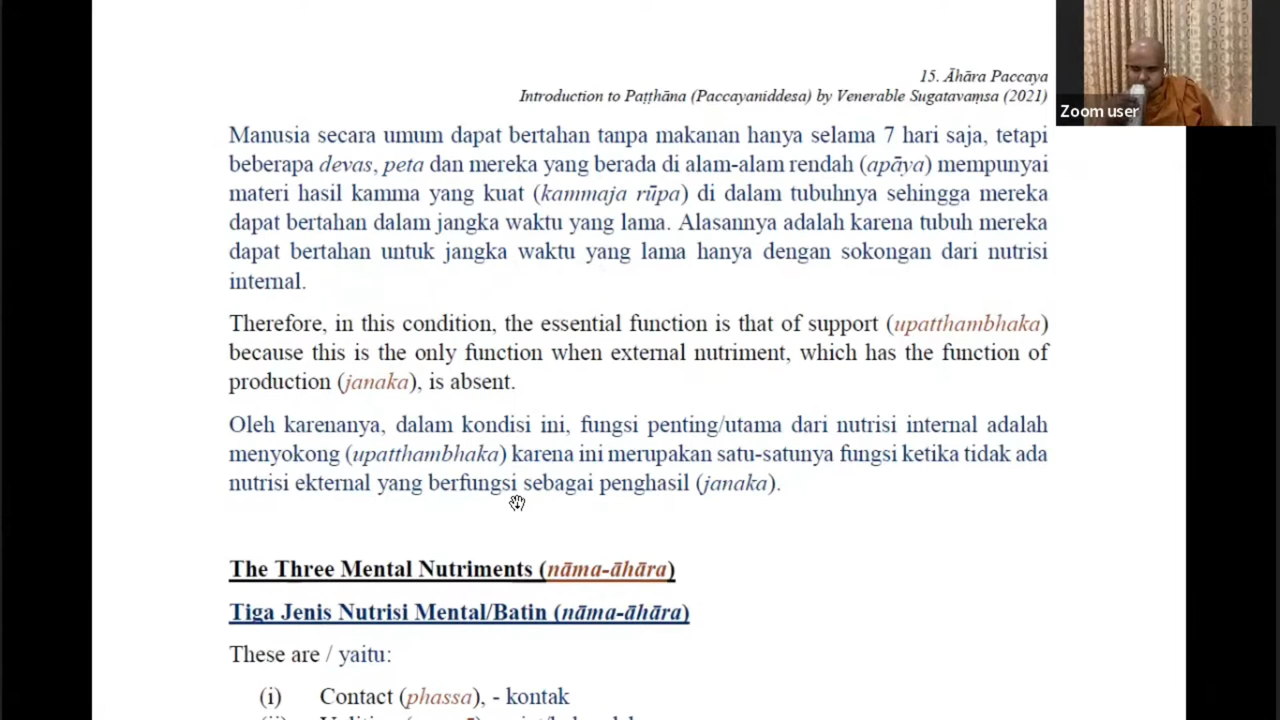 15. Āhāra Paccaya
Introduction to Paṭṭhāna (Paccayaniddesa) by Venerable Sugatavaṃsa (2021)
Zoom user
Manusia secara umum dapat bertahan tanpa makanan hanya selama 7 hari saja, tetapi
beberapa devas, peta dan mereka yang berada di alam-alam rendah (apāya) mempunyai
materi hasil kamma yang kuat (kammaja rūpa) di dalam tubuhnya sehingga mereka
dapat bertahan dalam jangka waktu yang lama. Alasannya adalah karena tubuh mereka
dapat bertahan untuk jangka waktu yang lama hanya dengan sokongan dari nutrisi
internal.
Therefore, in this condition, the essential function is that of support (upatthambhaka)
because this is the only function when external nutriment, which has the function of
production (janaka), is absent.
Oleh karenanya, dalam kondisi ini, fungsi penting/utama dari nutrisi internal adalah
menyokong (upatthambhaka) karena ini merupakan satu-satunya fungsi ketika tidak ada
nutrisi ekternal yang berfungsi sebagai penghasil (janaka).
The Three Mental Nutriments (nāma-āhāra)
Tiga Jenis Nutrisi Mental/Batin (nāma-āhāra)
These are / yaitu:
(i) Contact (phassa), - kontak